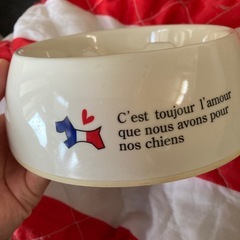 C'est toujour l'amour
que nous avons pour
nos chiens